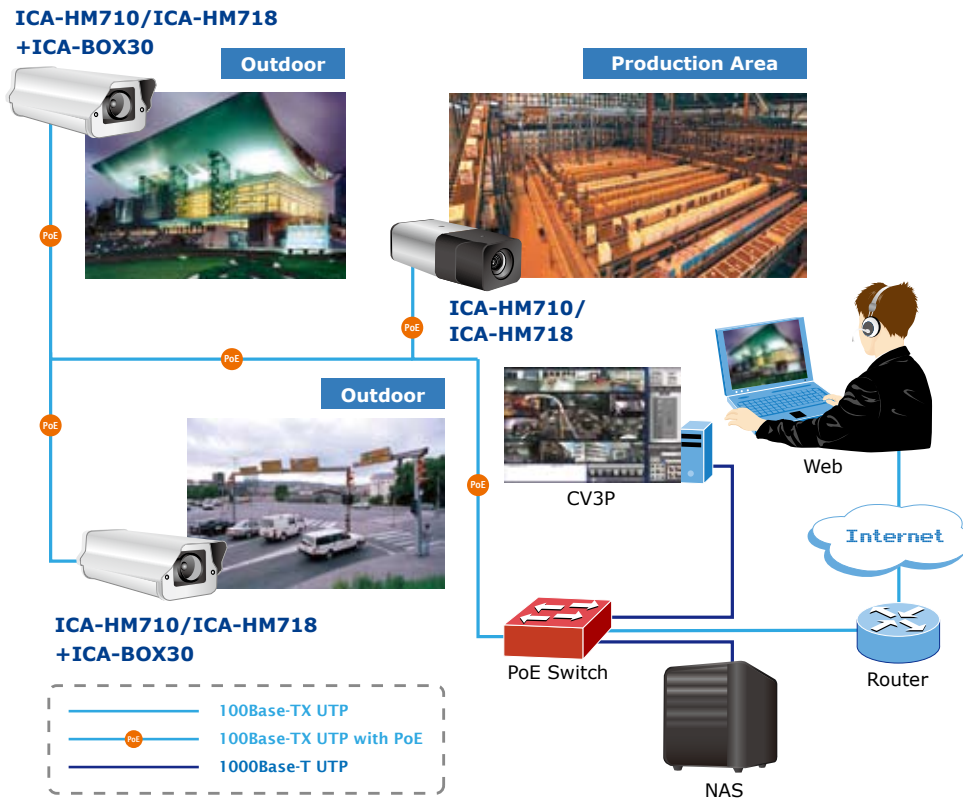 ICA-HM710/ICA-HM718
+ICA-BOX30
Outdoor
Production Area
PoE
ICA-HM710/
ICA-HM718
PoE
PoE
Outdoor
PoE
PoE
CV3P
Web
Internet
ICA-HM710/ICA-HM718
+ICA-BOX30
PoE Switch
Router
NAS
100Base-TX UTP
PoE
100Base-TX UTP with PoE
1000Base-T UTP